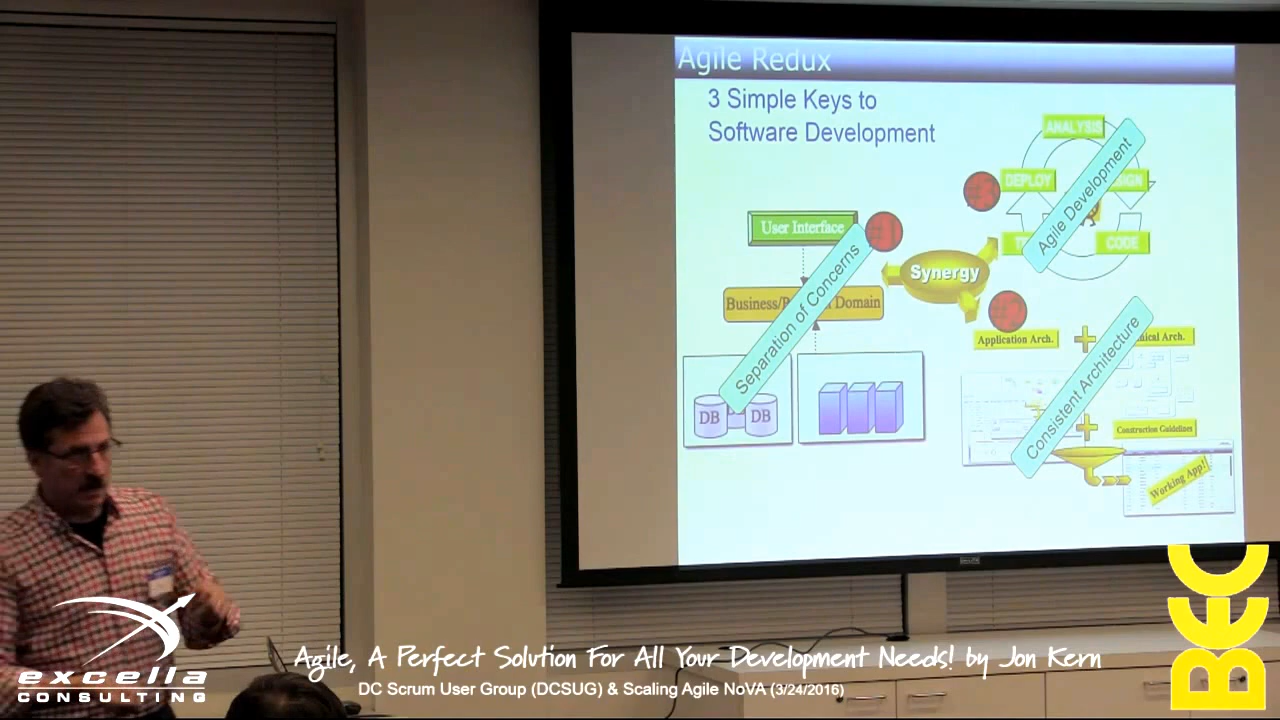 Agile Redux
3 Simple Keys to
Software Development
ANALYSIS
DEPLOY
CODE
Agile Development
User Interface
#1
Synergy
Separation of Concerns
Domain
DB
DB
Application Arch.
Consistent Architecture
Construction Guidelines
Working App!
excella
CONSULTING
Agile, A Perfect Solution For All Your Development Needs! by Jon Kern
DC Scrum User Group (DCSUG) & Scaling Agile NoVA (3/24/2016)